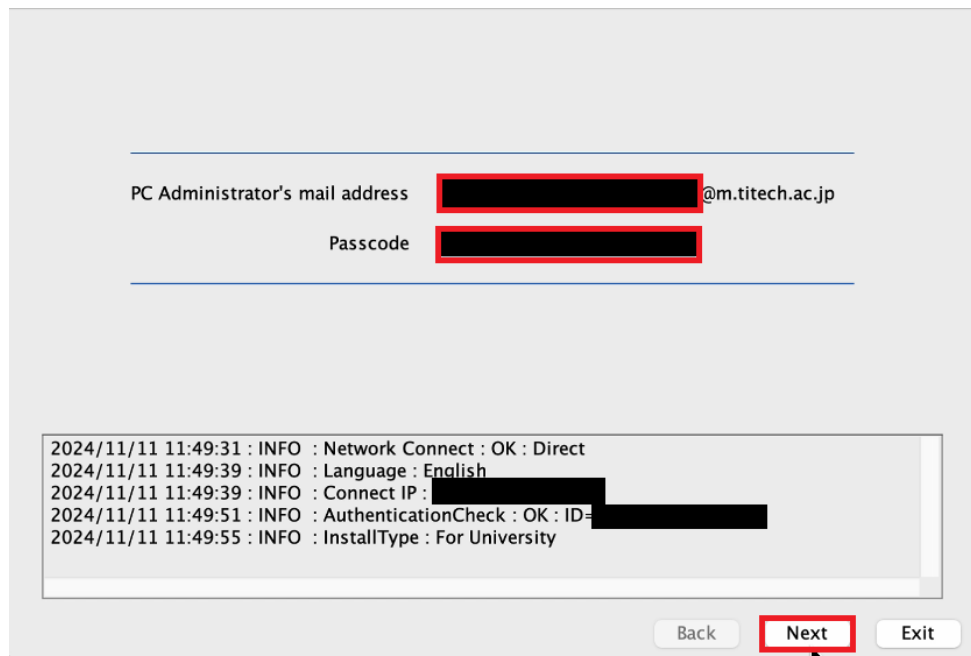 PC Administrator's mail address @m.titech.ac.jp
Passcode
2024/11/11 11:49:31 : INFO : Network Connect : OK : Direct
2024/11/11 11:49:39 : INFO : Language : English
2024/11/11 11:49:39 : INFO : Connect IP :
2024/11/11 11:49:51 : INFO : AuthenticationCheck : OK : ID=
2024/11/11 11:49:55 : INFO : InstallType : For University
Back Next Exit